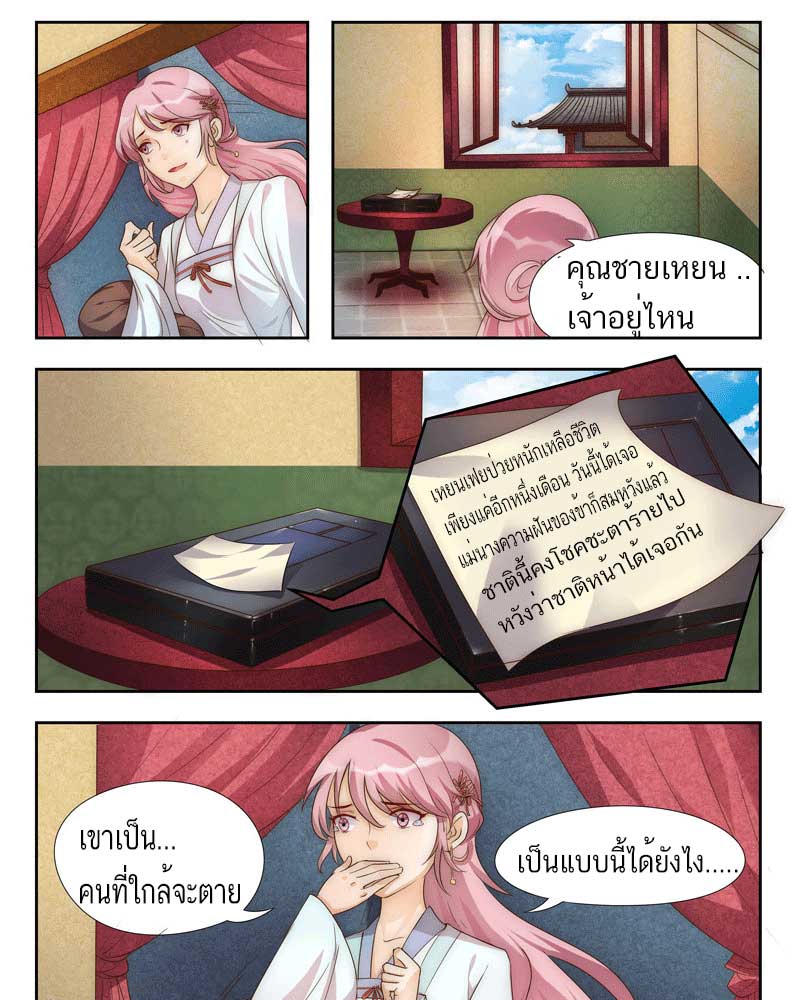 คุณชายเหยน ..
เจ้าอยู่ไหน
เหยนเฟยป่วยหนักเหลือชีวิต
เพียงแค่อีกหนึ่งเดือน วันนี้ได้เจอ
แม่นางความฝันของข้าก็สมหวังแล้ว
ชาตินี้คงโชคชะตาร้ายไป
หวังว่าชาติหน้าได้เจอกัน
เขาเป็น...
คนที่ใกล้จะตาย
เป็นแบบนี้ได้ยังไง.....